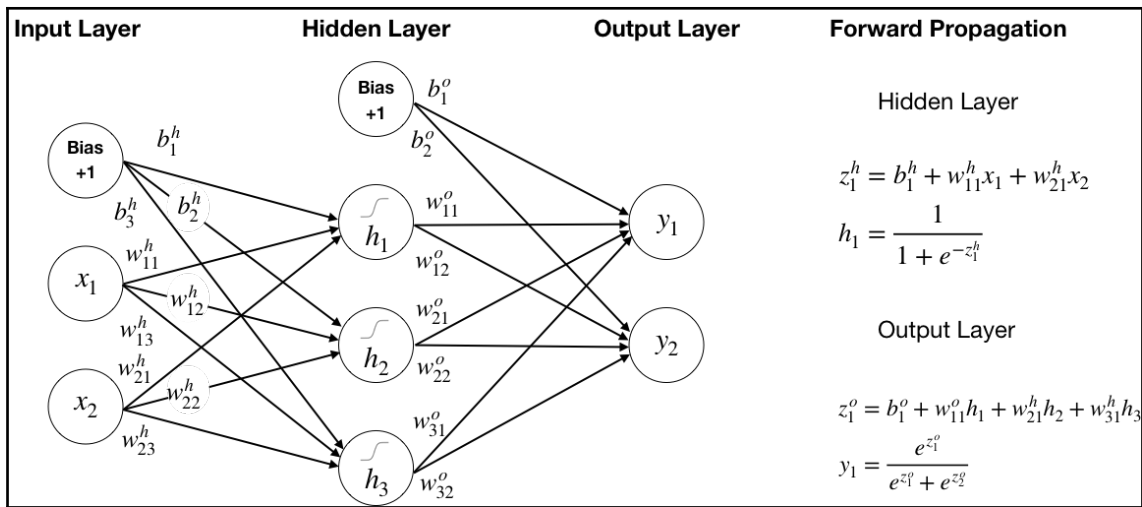 Input Layer
Hidden Layer
Output Layer
Forward Propagation
Bias
+1
b₁ᵒ
b₂ᵒ
Hidden Layer
Bias
+1
b₁ʰ
b₂ʰ
b₃ʰ
z₁ʰ = b₁ʰ + w₁₁ʰx₁ + w₂₁ʰx₂
h₁ = 1 / (1 + e^(-z₁ʰ))
h₁
w₁₁ᵒ
w₁₂ᵒ
y₁
x₁
w₁₁ʰ
w₁₂ʰ
w₁₃ʰ
h₂
w₂₁ᵒ
w₂₂ᵒ
y₂
Output Layer
x₂
w₂₁ʰ
w₂₂ʰ
w₂₃ʰ
h₃
w₃₁ᵒ
w₃₂ᵒ
z₁ᵒ = b₁ᵒ + w₁₁ᵒh₁ + w₂₁ʰh₂ + w₃₁ʰh₃
y₁ = e^(z₁ᵒ) / (e^(z₁ᵒ) + e^(z₂ᵒ))